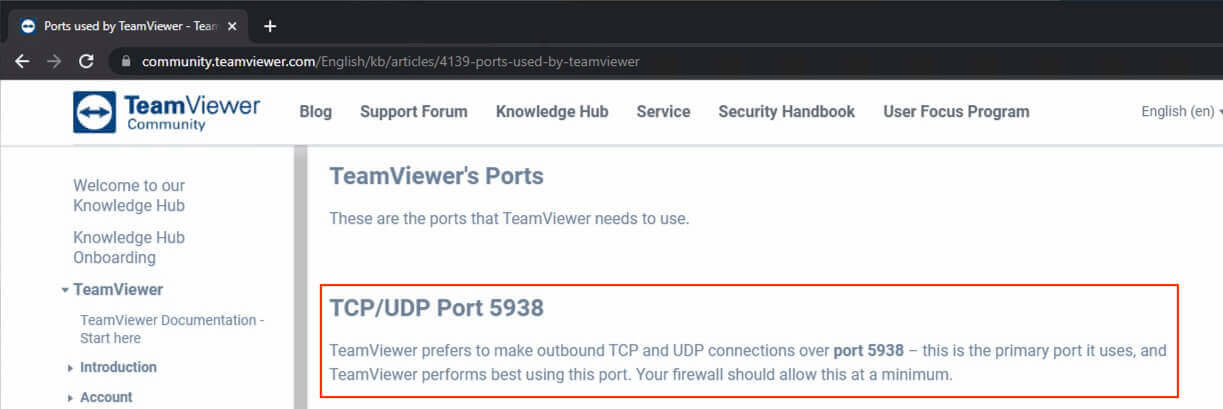 Ports used by TeamViewer - Team
community.teamviewer.com/English/kb/articles/4139-ports-used-by-teamviewer
TeamViewer
Community
Blog
Support Forum
Knowledge Hub
Service
Security Handbook
User Focus Program
English (en)
Welcome to our
Knowledge Hub
Knowledge Hub
Onboarding
TeamViewer
TeamViewer Documentation -
Start here
Introduction
Account
TeamViewer's Ports
These are the ports that TeamViewer needs to use.
TCP/UDP Port 5938
TeamViewer prefers to make outbound TCP and UDP connections over port 5938 – this is the primary port it uses, and
TeamViewer performs best using this port. Your firewall should allow this at a minimum.